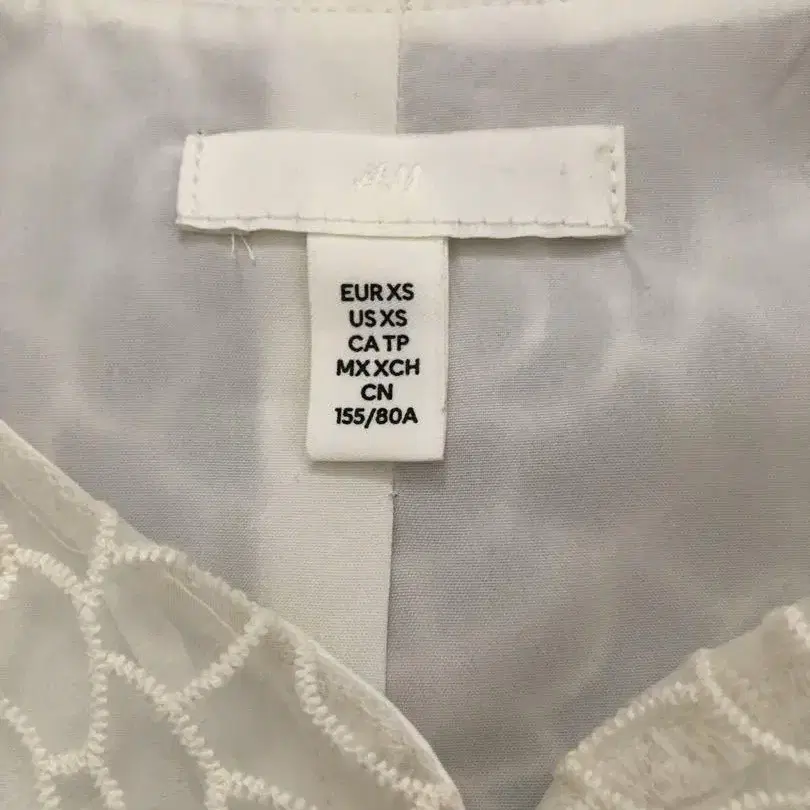 H&M
EUR XS
US XS
CA TP
MX XCH
CN
155/80A